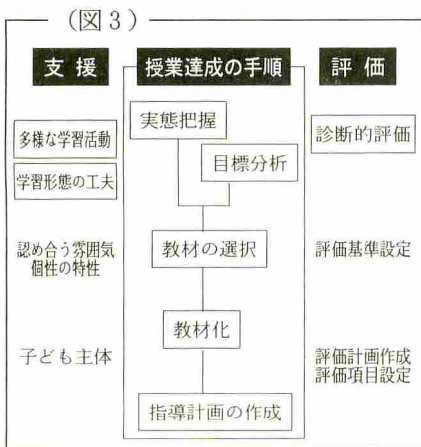 （図３）
支援 授業達成の手順 評価
実態把握
多様な学習活動 診断的評価
目標分析
学習形態の工夫
認め合う雰囲気
個性の特性
教材の選択
評価基準設定
教材化
子ども主体
評価計画作成
評価項目設定
指導計画の作成